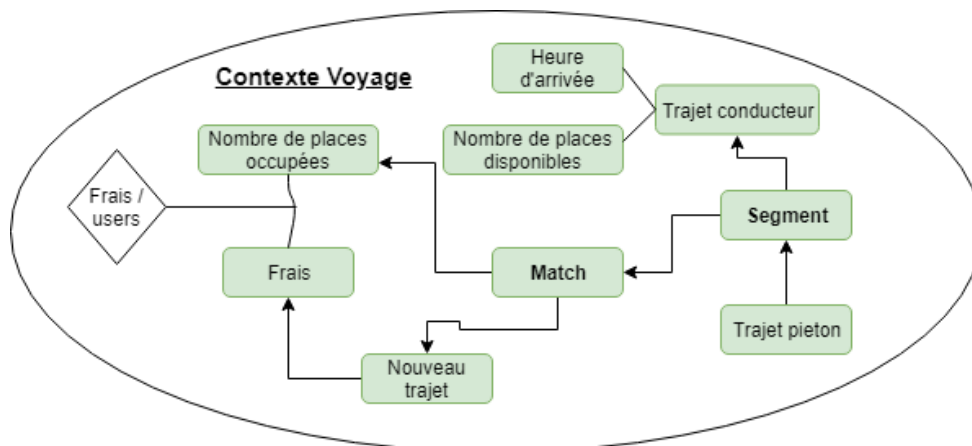 Contexte Voyage
Heure
d'arrivée
Trajet conducteur
Nombre de places
occupées
Nombre de places
disponibles
Frais /
users
Segment
Frais
Match
Trajet pieton
Nouveau
trajet